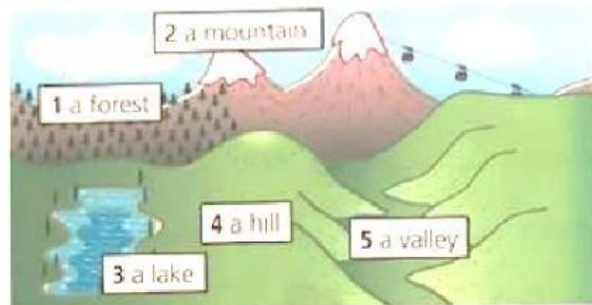 1 a forest
2 a mountain
3 a lake
4 a hill
5 a valley